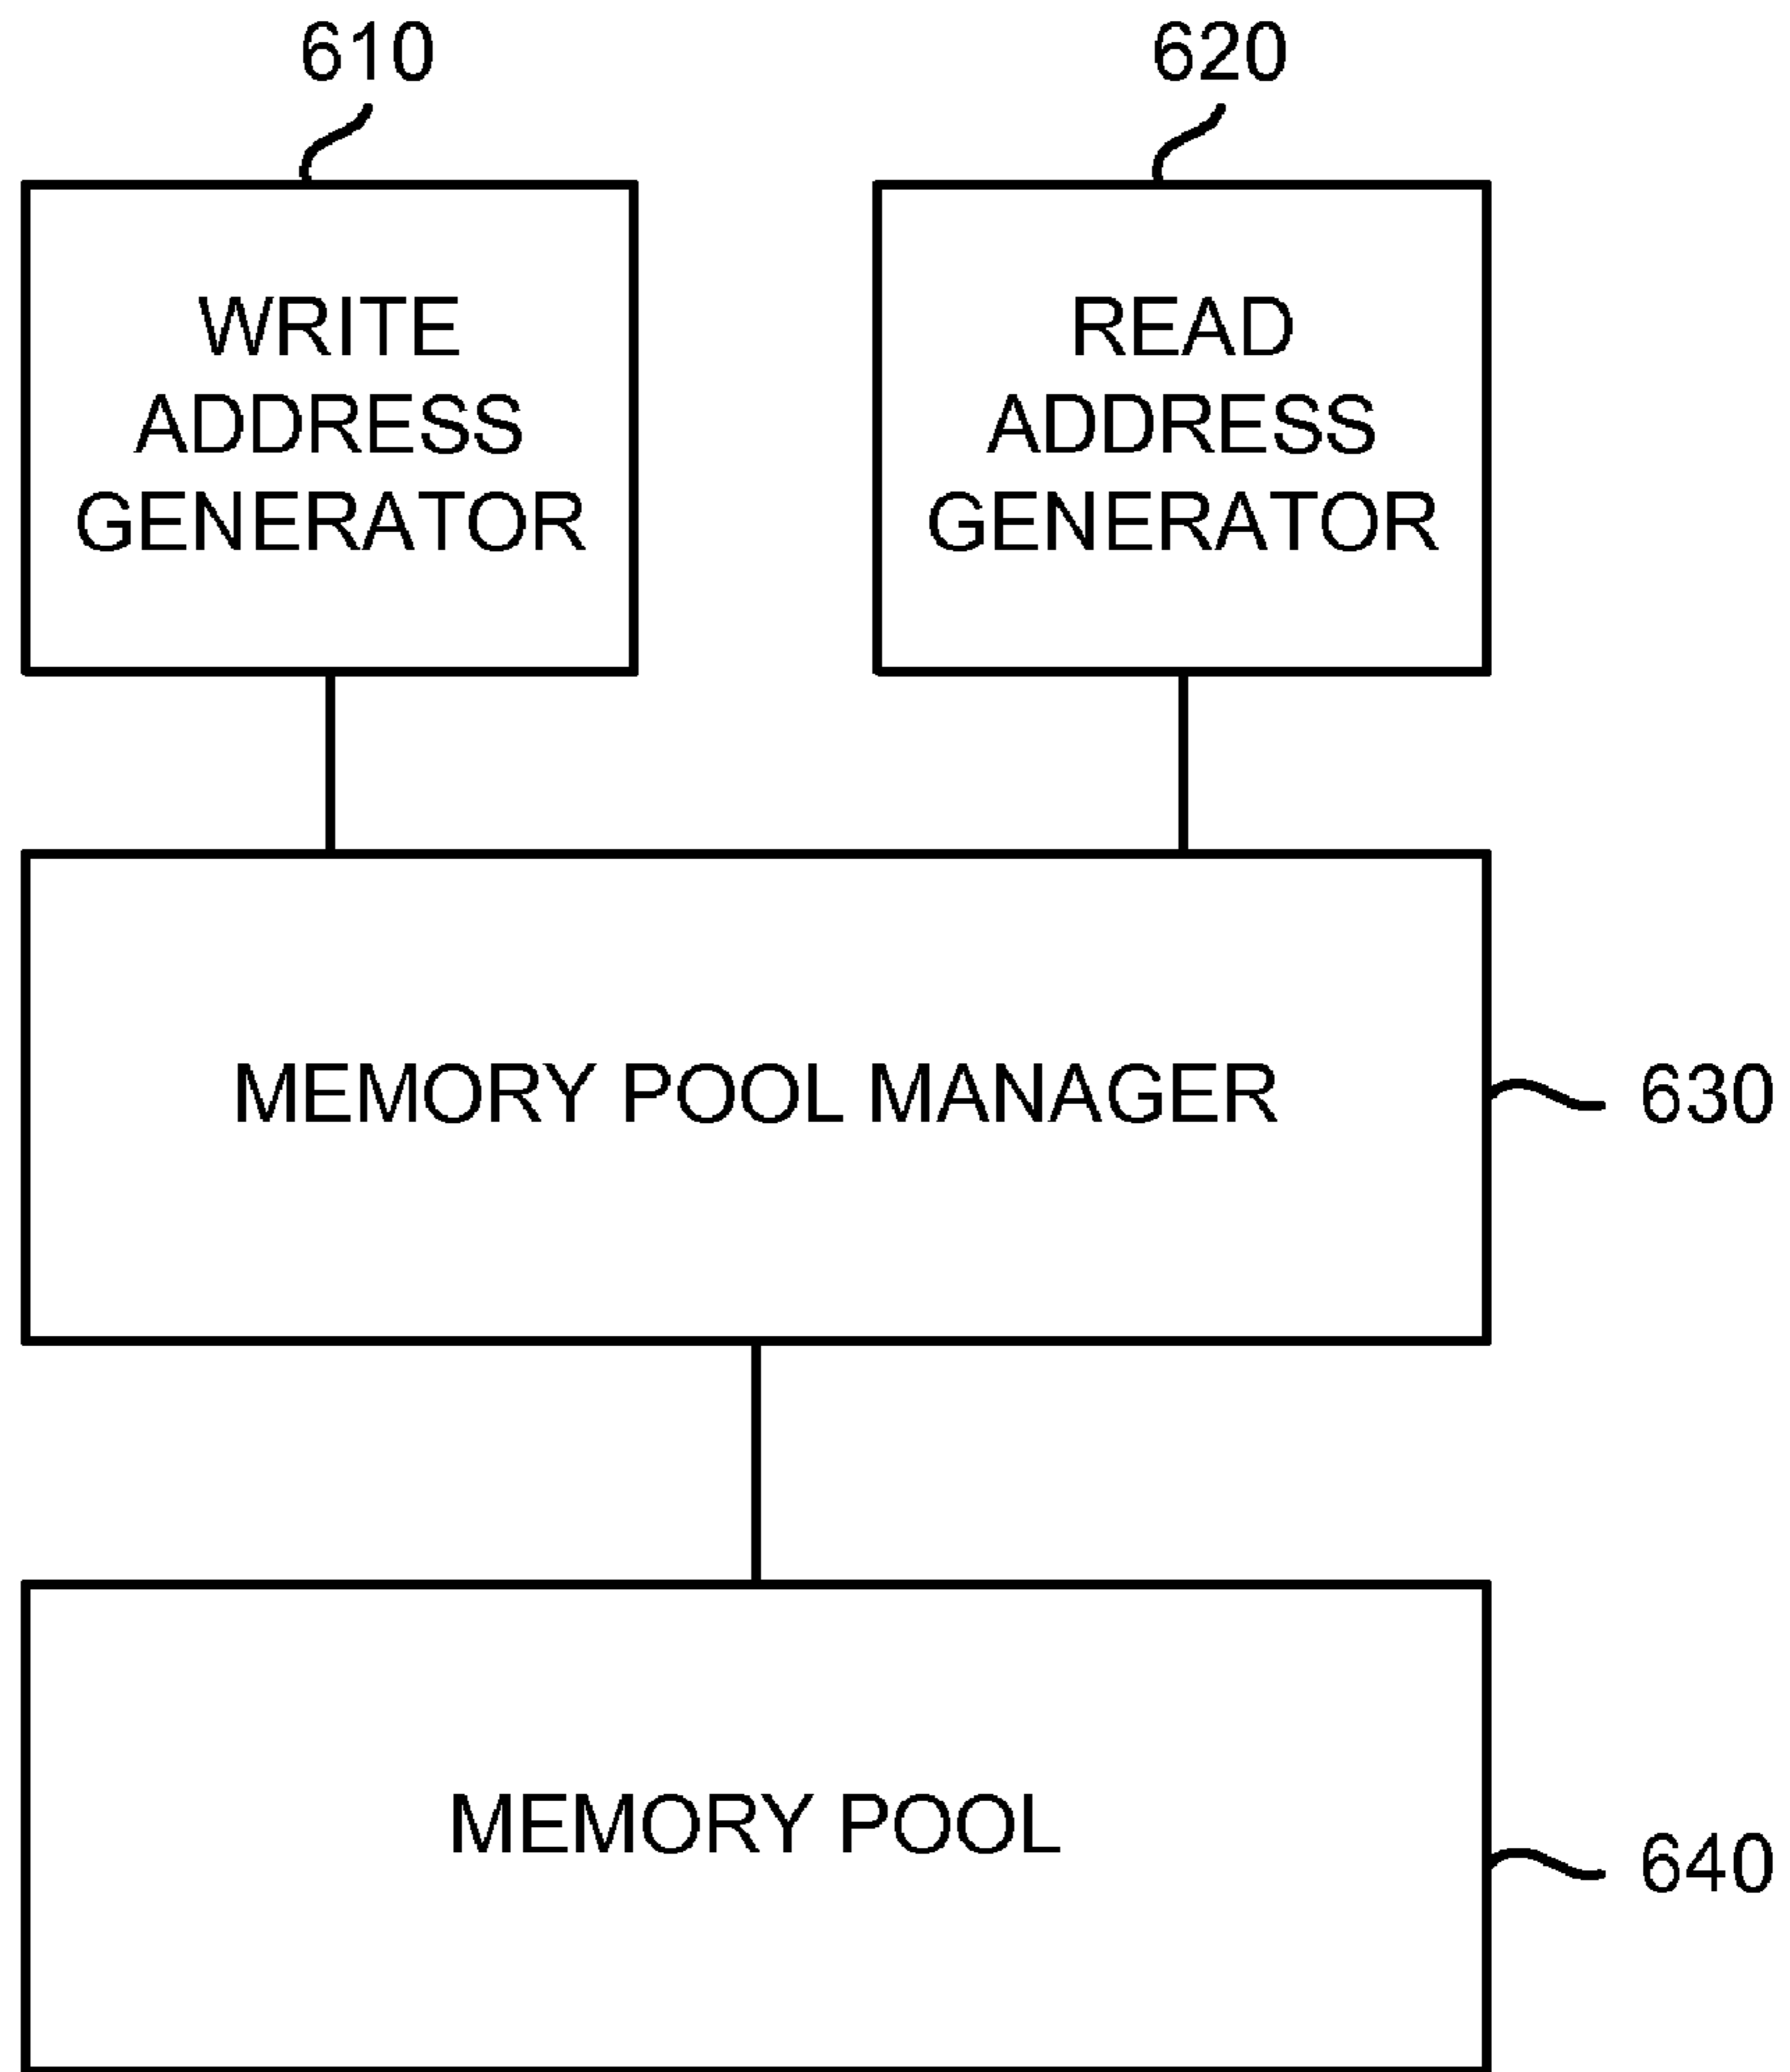 610
620
WRITE
ADDRESS
GENERATOR
READ
ADDRESS
GENERATOR
MEMORY POOL MANAGER
630
MEMORY POOL
640